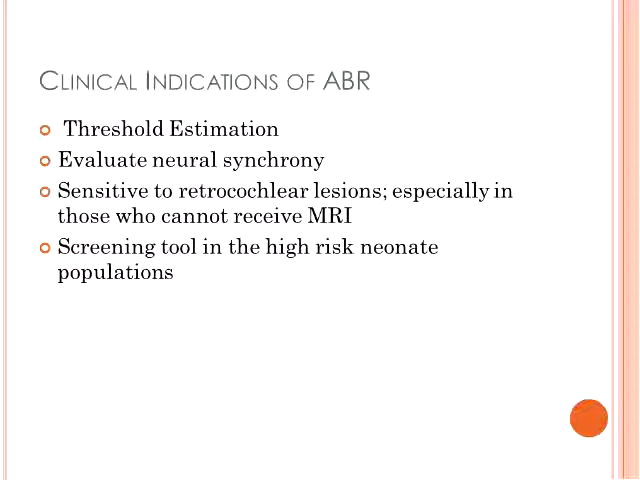 CLINICAL INDICATIONS OF ABR
Threshold Estimation
Evaluate neural synchrony
Sensitive to retrocochlear lesions; especially in
those who cannot receive MRI
Screening tool in the high risk neonate
populations